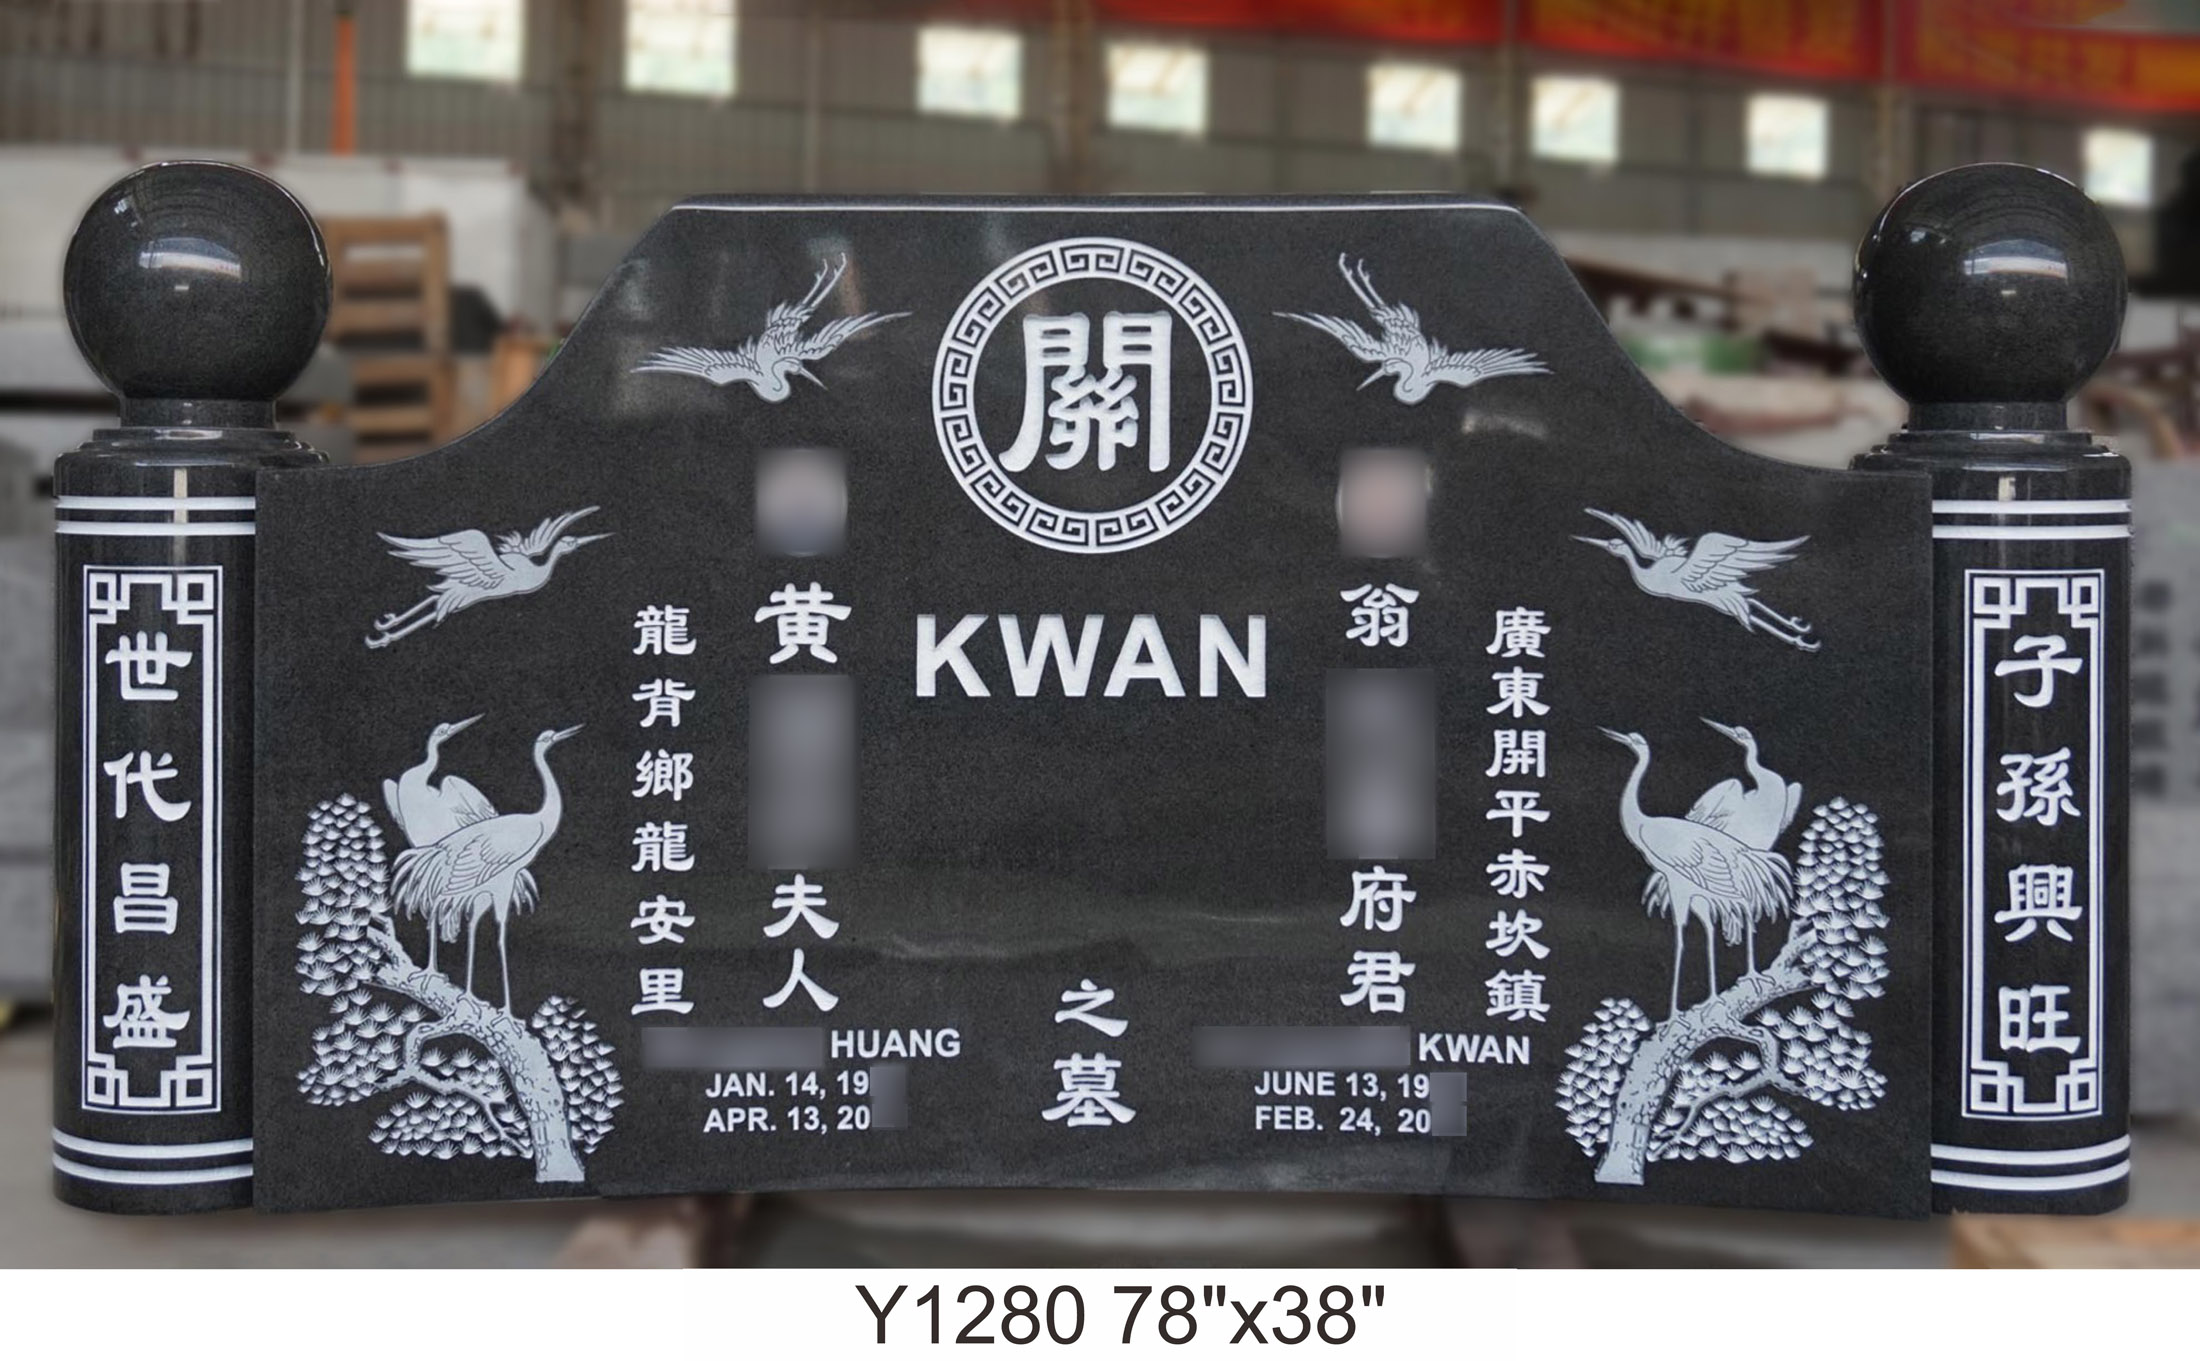 關
KWAN
子孫興旺
廣東開平赤坎鎮
翁
府君
之墓
黄
夫人
龍背鄉龍安里
世代昌盛
HUANG
JAN. 14, 19
APR. 13, 20
KWAN
JUNE 13, 19
FEB. 24, 20
Y1280 78"x38"